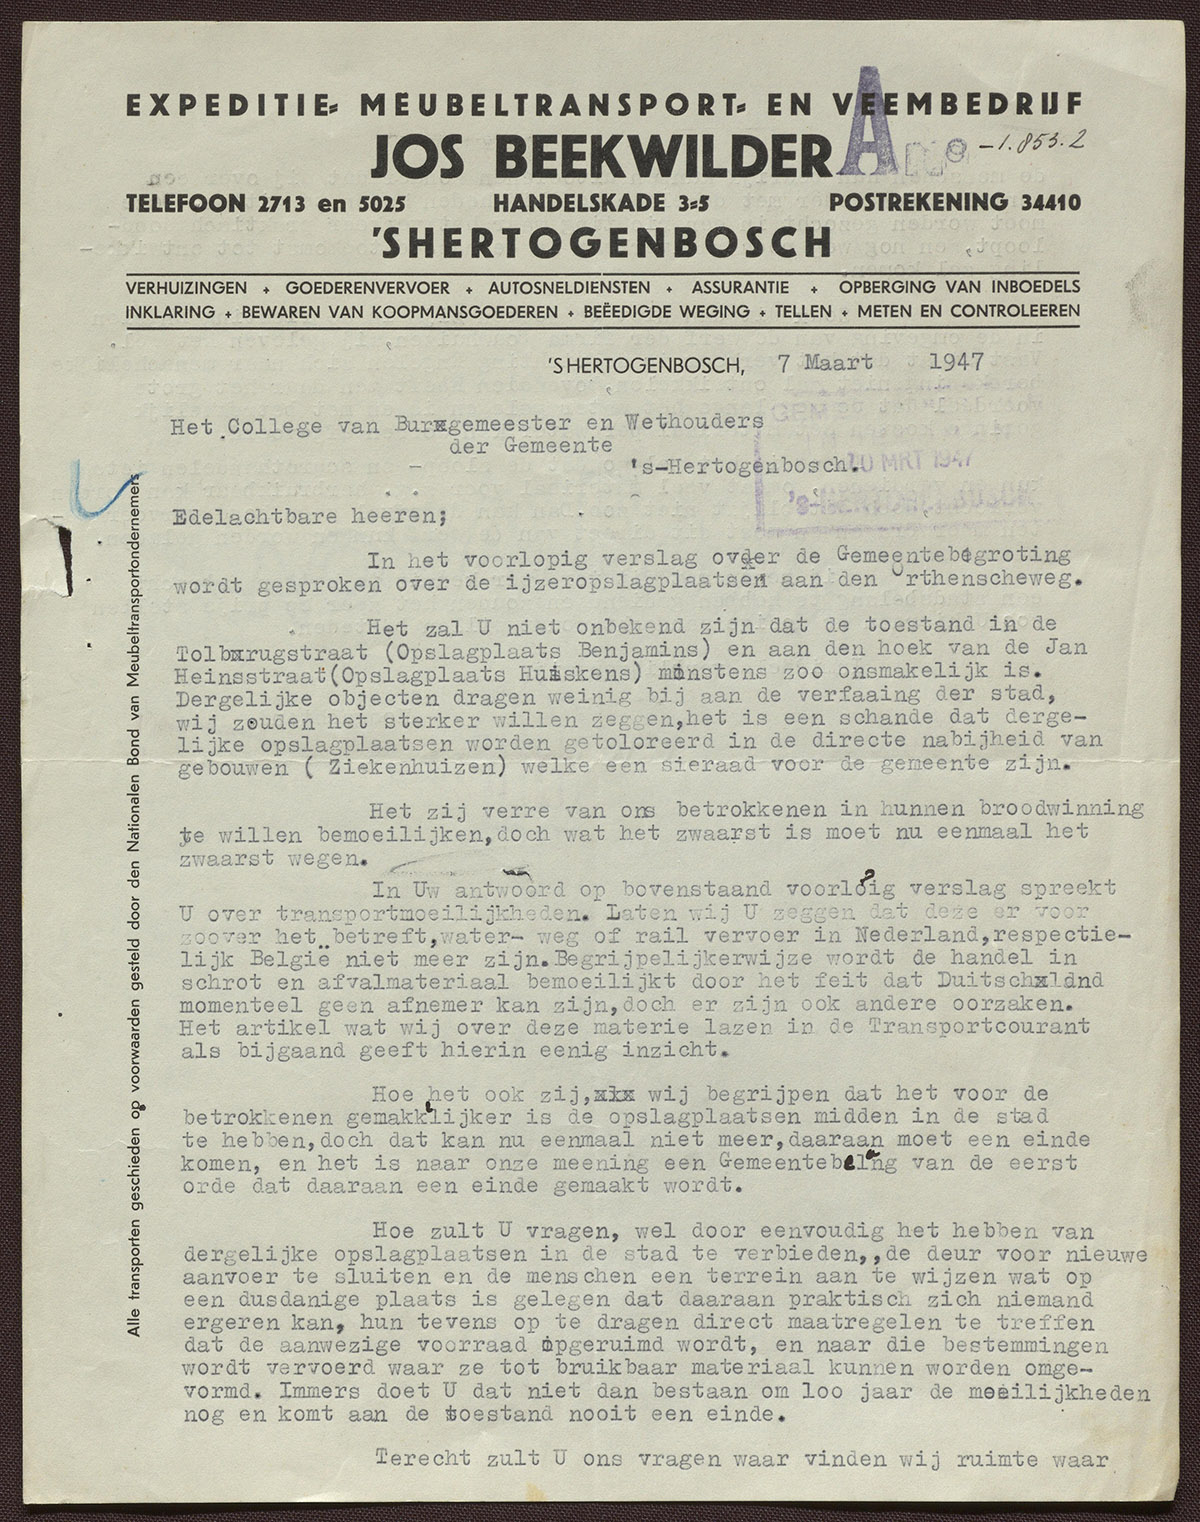 EXPEDITIE- MEUBELTRANSPORT- EN VEEMBEDRIJF
JOS BEEKWILDER
A No -1.853.2
TELEFOON 2713 en 5025 HANDELSKADE 3-5 POSTREKENING 34410
'SHERTOGENBOSCH
VERHUIZINGEN + GOEDERENVERVOER + AUTOSNELDIENSTEN + ASSURANTIE + OPBERGING VAN INBOEDELS
INKLARING + BEWAREN VAN KOOPMANSGOEDEREN + BEËEDIGDE WEGING + TELLEN + METEN EN CONTROLEEREN
'SHERTOGENBOSCH, 7 Maart 1947
Het College van Burxgemeester en Wethouders
der Gemeente
's-Hertogenbosch.
10 MRT 1947
Edelachtbare heeren;
In het voorlopig verslag over de Gemeentebegroting
wordt gesproken over de ijzeropslagplaatsen aan den Orthenscheweg.
Het zal U niet onbekend zijn dat de toestand in de
Tolbxrugstraat (Opslagplaats Benjamins) en aan den hoek van de Jan
Heinsstraat(Opslagplaats Huiskens) minstens zoo onsmakelijk is.
Dergelijke objecten dragen weinig bij aan de verfaaing der stad,
wij zouden het sterker willen zeggen,het is een schande dat derge-
lijke opslagplaatsen worden getoloreerd in de directe nabijheid van
gebouwen ( Ziekenhuizen) welke een sieraad voor de gemeente zijn.
Het zij verre van ons betrokkenen in hunnen broodwinning
te willen bemoeilijken,doch wat het zwaarst is moet nu eenmaal het
zwaarst wegen.
In Uw antwoord op bovenstaand voorlopig verslag spreekt
U over transportmoeilijkheden. Laten wij U zeggen dat deze er voor
zoover het betreft,water- weg of rail vervoer in Nederland,respectie-
lijk België niet meer zijn.Begrijpelijkerwijze wordt de handel in
schrot en afvalmateriaal bemoeilijkt door het feit dat Duitschxldnd
momenteel geen afnemer kan zijn,doch er zijn ook andere oorzaken.
Het artikel wat wij over deze materie lazen in de Transportcourant
als bijgaand geeft hierin eenig inzicht.
Hoe het ook zij,xxx wij begrijpen dat het voor de
betrokkenen gemakkelijker is de opslagplaatsen midden in de stad
te hebben,doch dat kan nu eenmaal niet meer,daaraan moet een einde
komen, en het is naar onze meening een Gemeentebelang van de eerst
orde dat daaraan een einde gemaakt wordt.
Hoe zult U vragen, wel door eenvoudig het hebben van
dergelijke opslagplaatsen in de stad te verbieden,,de deur voor nieuwe
aanvoer te sluiten en de menschen een terrein aan te wijzen wat op
een dusdanige plaats is gelegen dat daaraan praktisch zich niemand
ergeren kan, hun tevens op te dragen direct maatregelen te treffen
dat de aanwezige voorraad opgeruimd wordt, en naar die bestemmingen
wordt vervoerd waar ze tot bruikbaar materiaal kunnen worden omge-
vormd. Immers doet U dat niet dan bestaan om loo jaar de moeilijkheden
nog en komt aan de toestand nooit een einde.
Terecht zult U ons vragen waar vinden wij ruimte waar
Alle transporten geschieden op voorwaarden gesteld door den Nationalen Bond van Meubeltransportondernemers